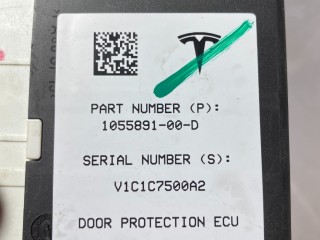 PART NUMBER (P):
1055891-00-D
SERIAL NUMBER (S):
V1C1C7500A2
DOOR PROTECTION ECU